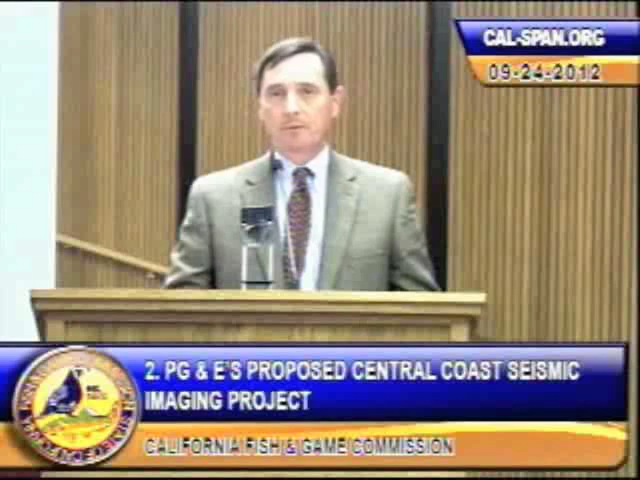 CAL-SPAN.ORG
09-24-2012
2. PG & E'S PROPOSED CENTRAL COAST SEISMIC
IMAGING PROJECT
CALIFORNIA FISH & GAME COMMISSION